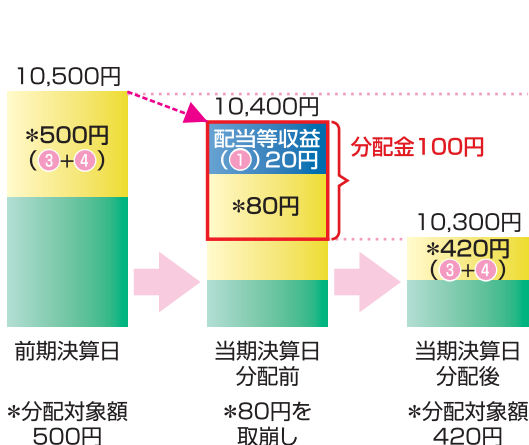 10,500円
*500円
(③+④)
10,400円
配当等収益
(①)20円
*80円
分配金100円
10,300円
*420円
(③+④)
前期決算日
当期決算日
分配前
当期決算日
分配後
*分配対象額
500円
*80円を
取崩し
*分配対象額
420円